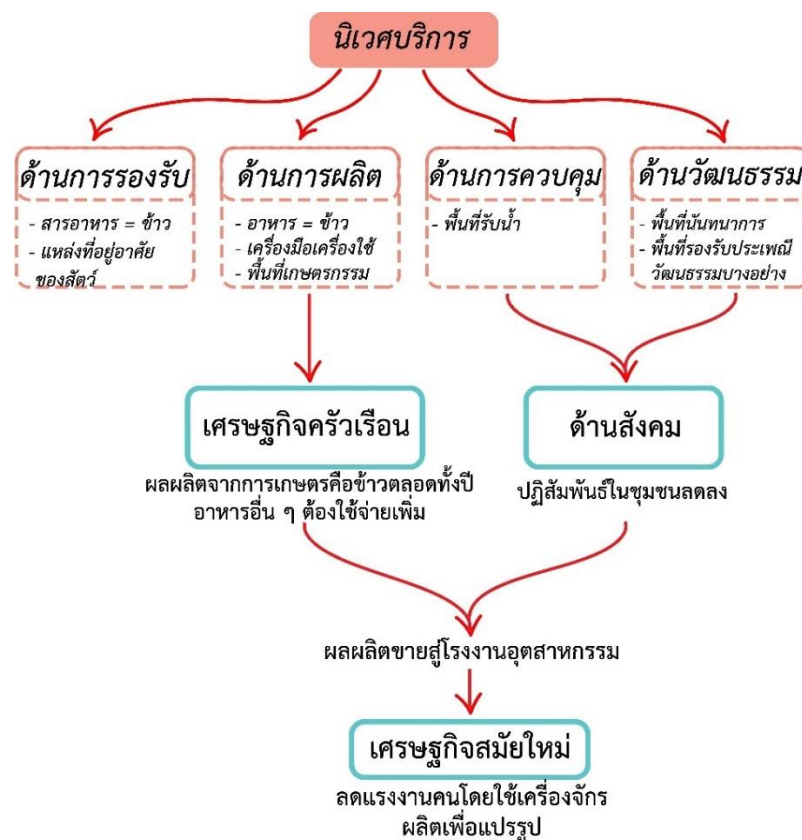 นิเวศบริการ
ด้านการรองรับ
- สารอาหาร = ข้าว
- แหล่งที่อยู่อาศัย
ของสัตว์
ด้านการผลิต
- อาหาร = ข้าว
- เครื่องมือเครื่องใช้
- พื้นที่เกษตรกรรม
ด้านการควบคุม
- พื้นที่รับน้ำ
ด้านวัฒนธรรม
- พื้นที่นันทนาการ
- พื้นที่รองรับประเพณี
วัฒนธรรมบางอย่าง
เศรษฐกิจครัวเรือน
ผลผลิตจากการเกษตรคือข้าวตลอดทั้งปี
อาหารอื่น ๆ ต้องใช้จ่ายเพิ่ม
ด้านสังคม
ปฏิสัมพันธ์ในชุมชนลดลง
ผลผลิตขายสู่โรงงานอุตสาหกรรม
เศรษฐกิจสมัยใหม่
ลดแรงงานคนโดยใช้เครื่องจักร
ผลิตเพื่อแปรรูป